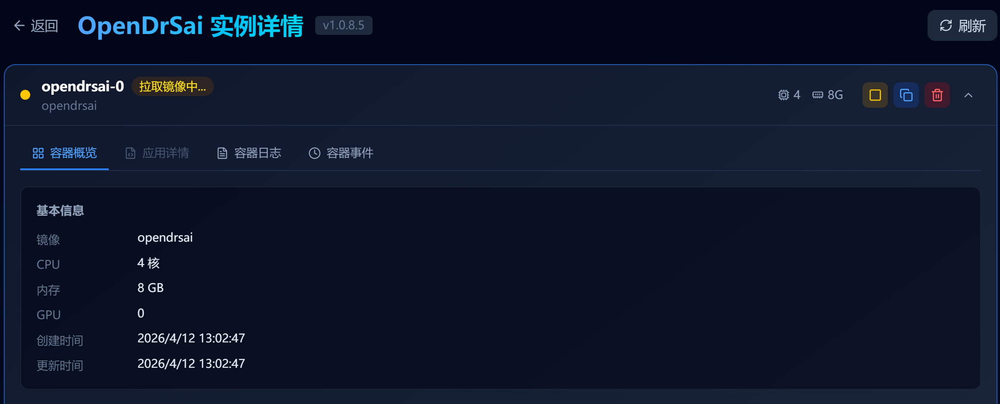 返回 OpenDrSai 实例详情 v1.0.8.5 刷新
opendrsai-0 拉取镜像中...
opendrsai
4 8G
容器概览 应用详情 容器日志 容器事件
基本信息
镜像 opendrsai
CPU 4 核
内存 8 GB
GPU 0
创建时间 2026/4/12 13:02:47
更新时间 2026/4/12 13:02:47